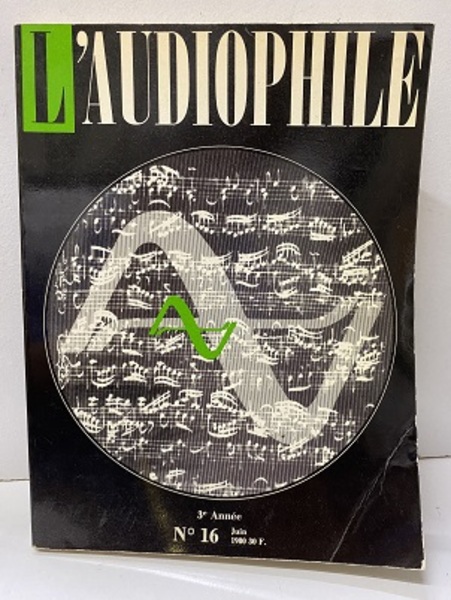 L'AUDIOPHILE
3e Année
N° 16 Juin
1980 30 F.